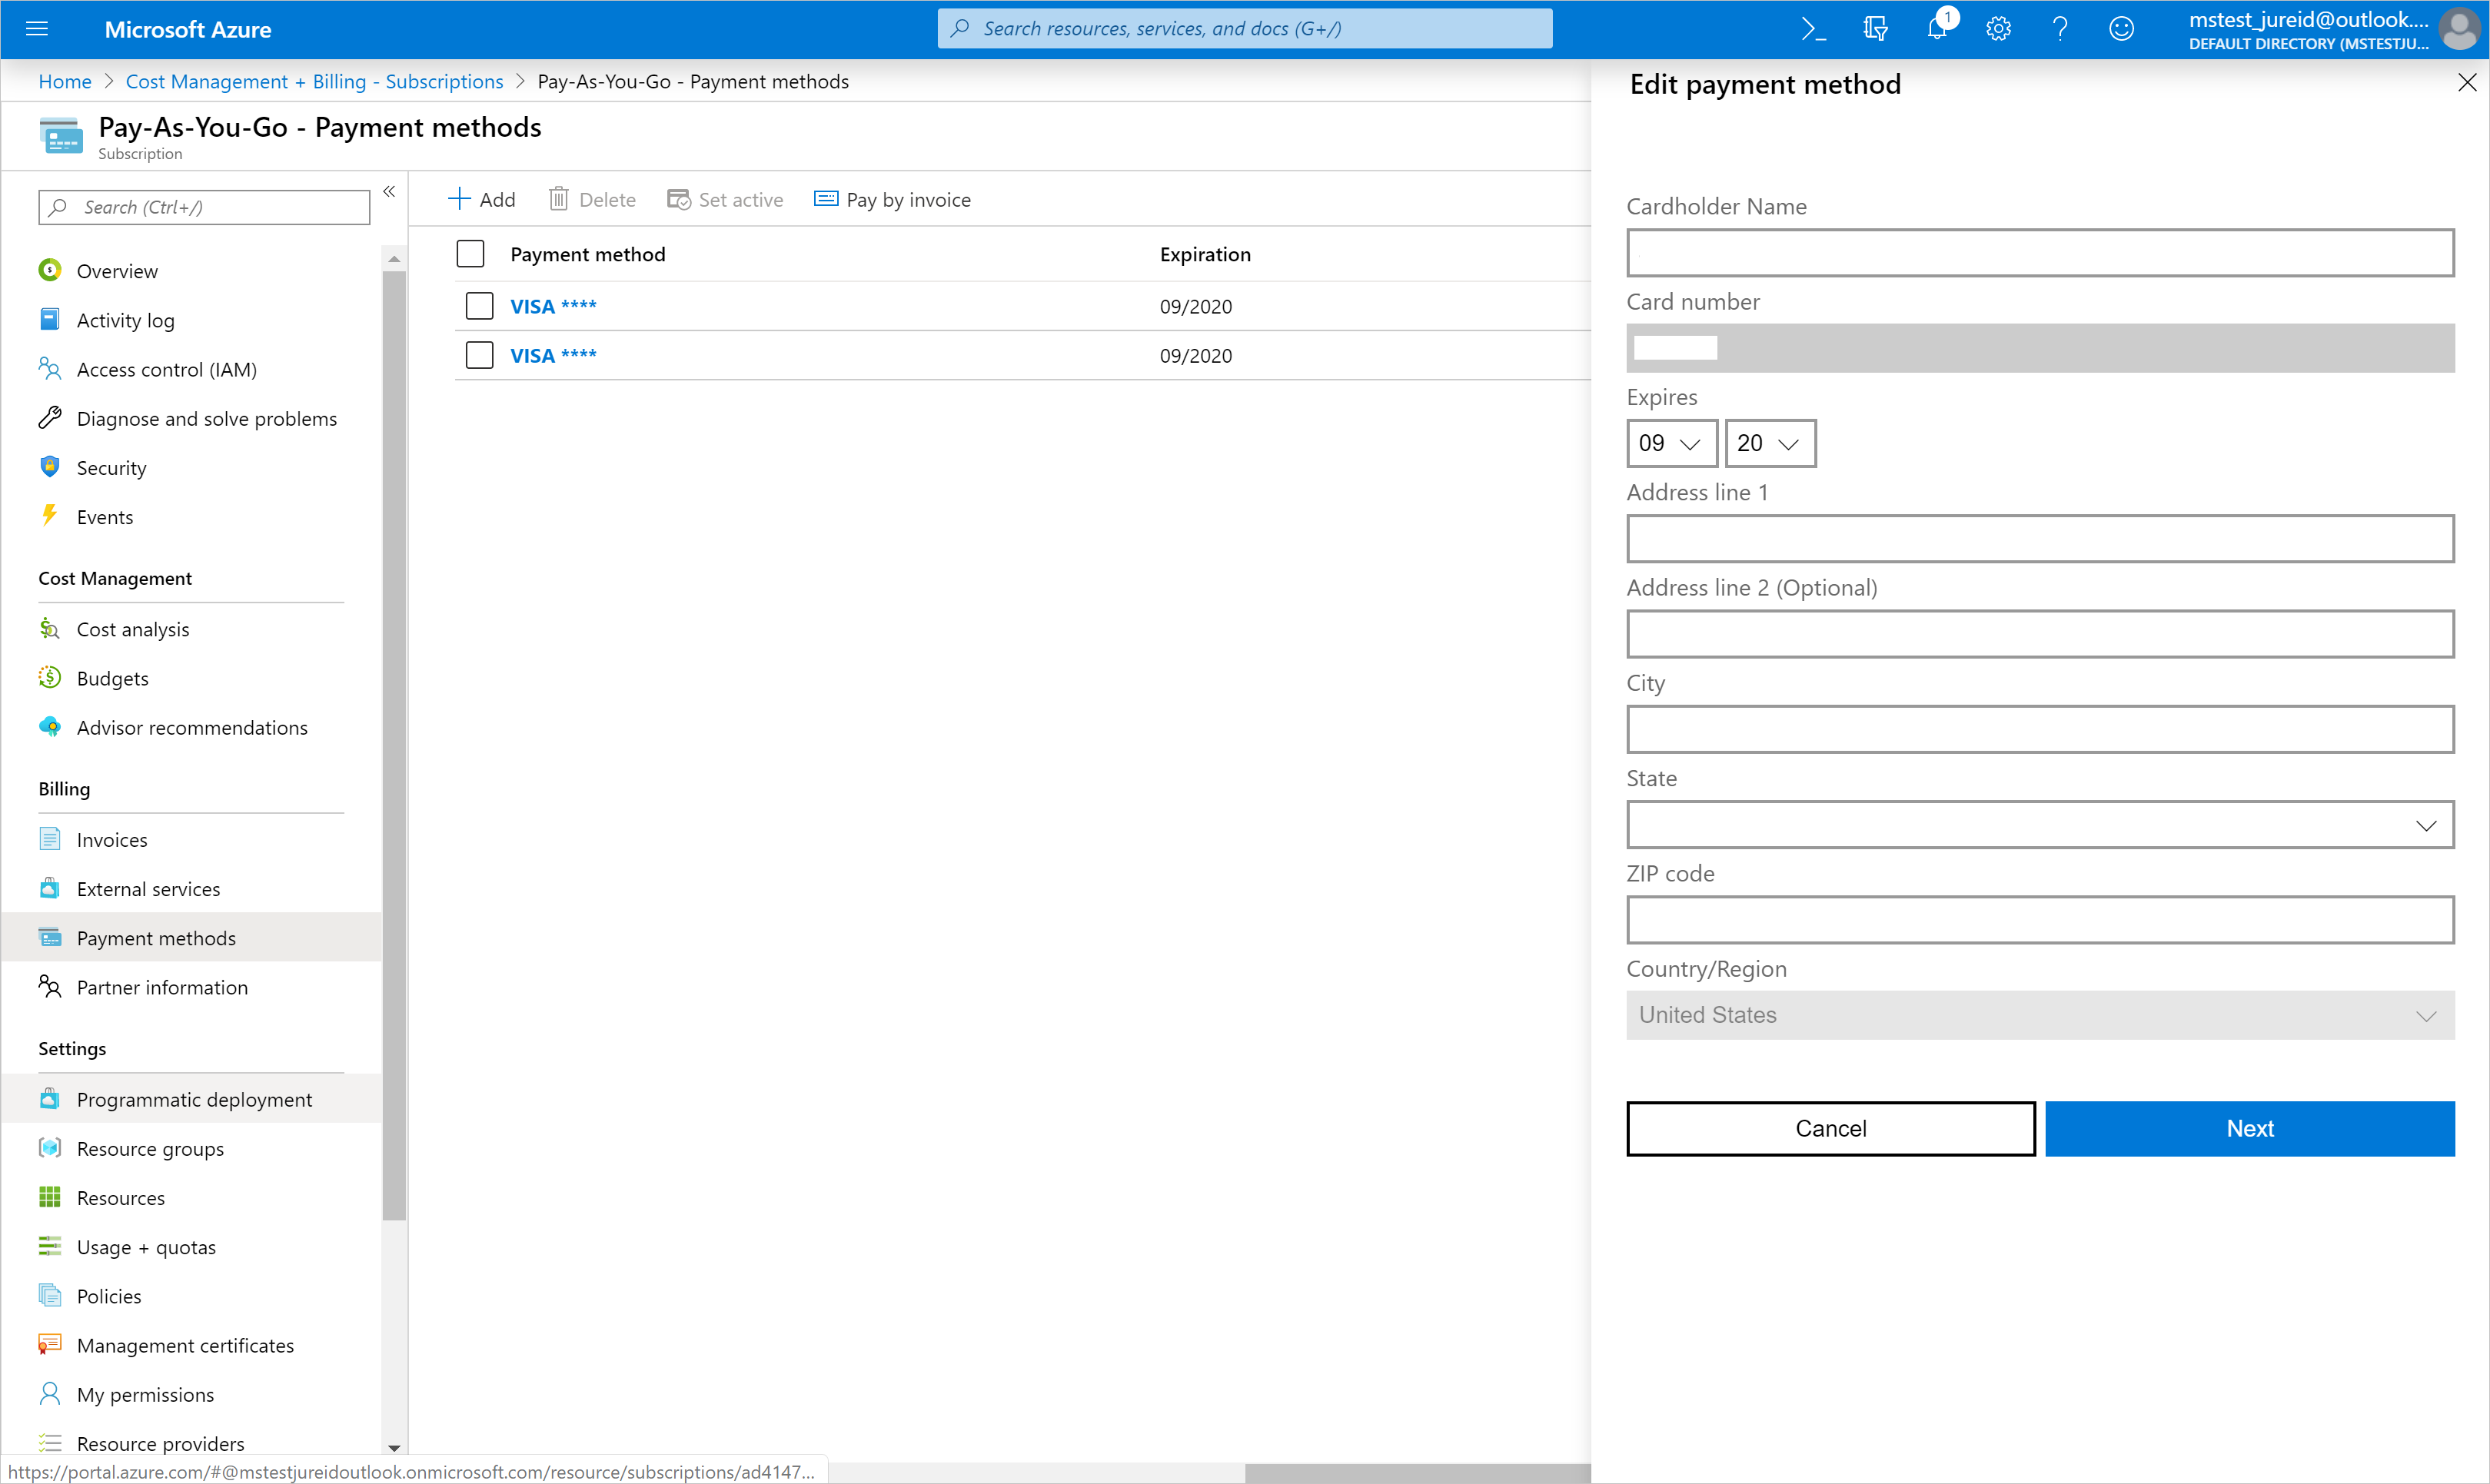 Microsoft Azure
Search resources, services, and docs (G+/)
1
mstest_jureid@outlook....
DEFAULT DIRECTORY (MSTESTJU...
Home > Cost Management + Billing - Subscriptions > Pay-As-You-Go - Payment methods
Pay-As-You-Go - Payment methods
Subscription
Search (Ctrl+/)
«
Overview
Activity log
Access control (IAM)
Diagnose and solve problems
Security
Events
Cost Management
Cost analysis
Budgets
Advisor recommendations
Billing
Invoices
External services
Payment methods
Partner information
Settings
Programmatic deployment
Resource groups
Resources
Usage + quotas
Policies
Management certificates
My permissions
Resource providers
https://portal.azure.com/#@mstestjureidoutlook.onmicrosoft.com/resource/subscriptions/ad4147...
Add Delete Set active Pay by invoice
Payment method Expiration
VISA **** 09/2020
VISA **** 09/2020
Edit payment method
Cardholder Name
Card number
Expires
09 20
Address line 1
Address line 2 (Optional)
City
State
ZIP code
Country/Region
United States
Cancel Next